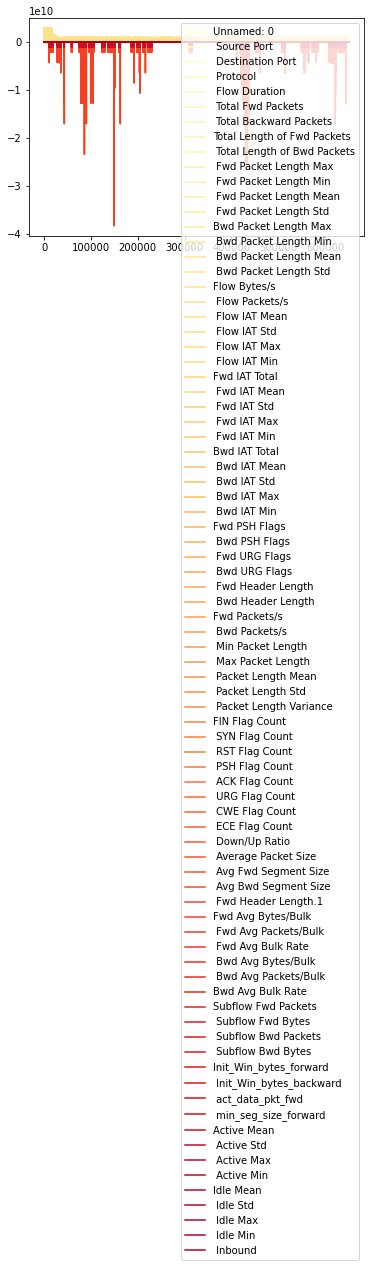 1e10
0
−1
−2
−3
−4
0
100000
200000
300000
400000
500000
600000
Unnamed: 0
Source Port
Destination Port
Protocol
Flow Duration
Total Fwd Packets
Total Backward Packets
Total Length of Fwd Packets
Total Length of Bwd Packets
Fwd Packet Length Max
Fwd Packet Length Min
Fwd Packet Length Mean
Fwd Packet Length Std
Bwd Packet Length Max
Bwd Packet Length Min
Bwd Packet Length Mean
Bwd Packet Length Std
Flow Bytes/s
Flow Packets/s
Flow IAT Mean
Flow IAT Std
Flow IAT Max
Flow IAT Min
Fwd IAT Total
Fwd IAT Mean
Fwd IAT Std
Fwd IAT Max
Fwd IAT Min
Bwd IAT Total
Bwd IAT Mean
Bwd IAT Std
Bwd IAT Max
Bwd IAT Min
Fwd PSH Flags
Bwd PSH Flags
Fwd URG Flags
Bwd URG Flags
Fwd Header Length
Bwd Header Length
Fwd Packets/s
Bwd Packets/s
Min Packet Length
Max Packet Length
Packet Length Mean
Packet Length Std
Packet Length Variance
FIN Flag Count
SYN Flag Count
RST Flag Count
PSH Flag Count
ACK Flag Count
URG Flag Count
CWE Flag Count
ECE Flag Count
Down/Up Ratio
Average Packet Size
Avg Fwd Segment Size
Avg Bwd Segment Size
Fwd Header Length.1
Fwd Avg Bytes/Bulk
Fwd Avg Packets/Bulk
Fwd Avg Bulk Rate
Bwd Avg Bytes/Bulk
Bwd Avg Packets/Bulk
Bwd Avg Bulk Rate
Subflow Fwd Packets
Subflow Fwd Bytes
Subflow Bwd Packets
Subflow Bwd Bytes
Init_Win_bytes_forward
Init_Win_bytes_backward
act_data_pkt_fwd
min_seg_size_forward
Active Mean
Active Std
Active Max
Active Min
Idle Mean
Idle Std
Idle Max
Idle Min
Inbound